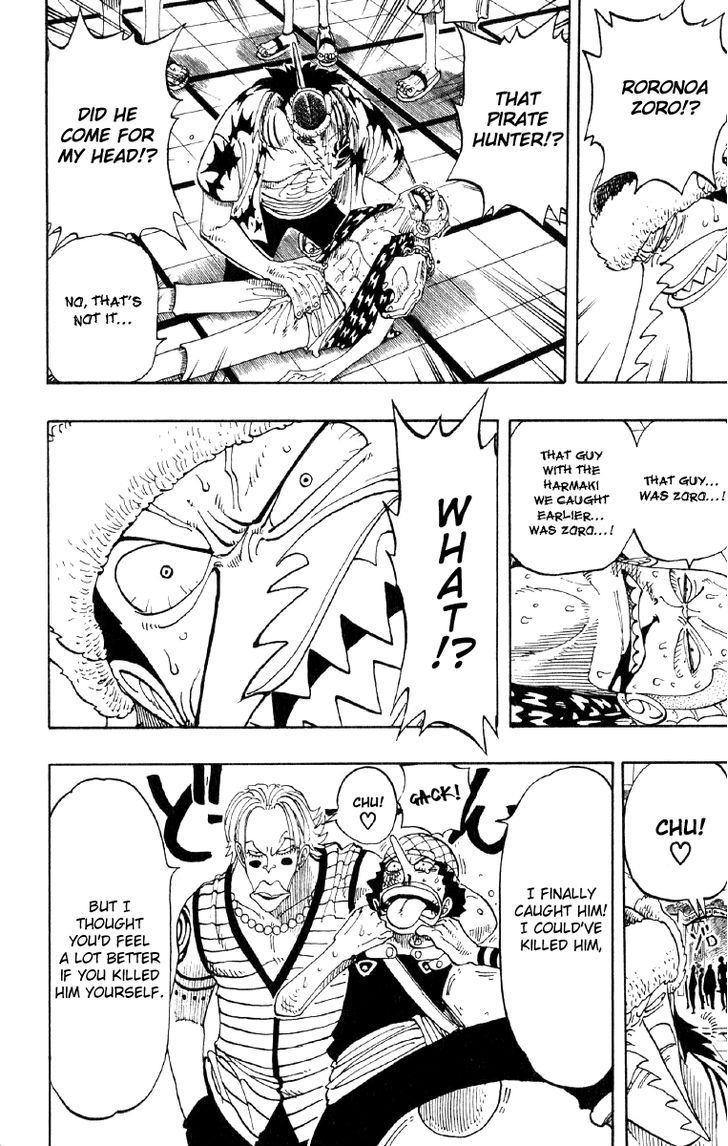 RORONOA
ZORO!?
THAT
PIRATE
HUNTER!?
DID HE
COME FOR
MY HEAD!?
NO, THAT'S
NOT IT...
THAT GUY...
WAS ZORO...!
THAT GUY
WITH THE
HARMAKI
WE CAUGHT
EARLIER...
WAS ZORO...!
WHAT!?
CHU!
♡
I FINALLY
CAUGHT HIM!
I COULD'VE
KILLED HIM,
GACK!
CHU!
♡
BUT I
THOUGHT
YOU'D FEEL
A LOT BETTER
IF YOU KILLED
HIM YOURSELF.